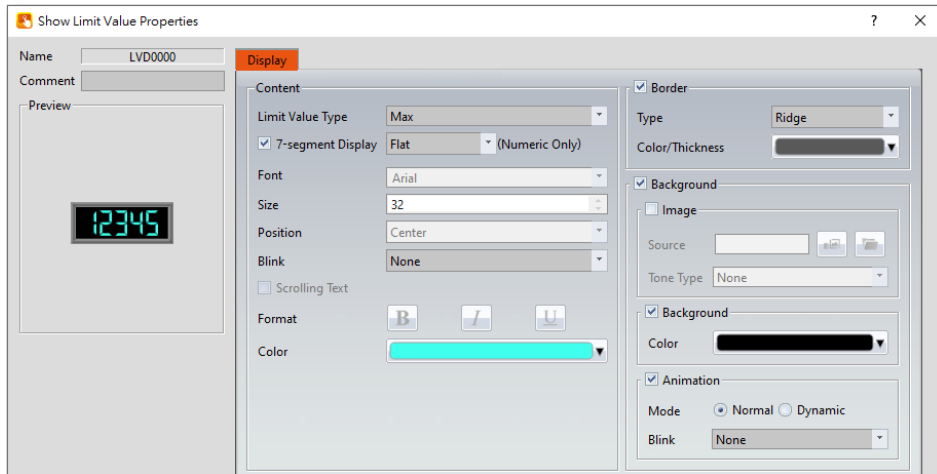 Show Limit Value Properties
?
Name LVD0000
Comment
Preview
12345
Display
Content
Limit Value Type Max
7-segment Display Flat (Numeric Only)
Font Arial
Size 32
Position Center
Blink None
Scrolling Text
Format B I U
Color
Border
Type Ridge
Color/Thickness
Background
Image
Source
Tone Type None
Background
Color
Animation
Mode Normal Dynamic
Blink None